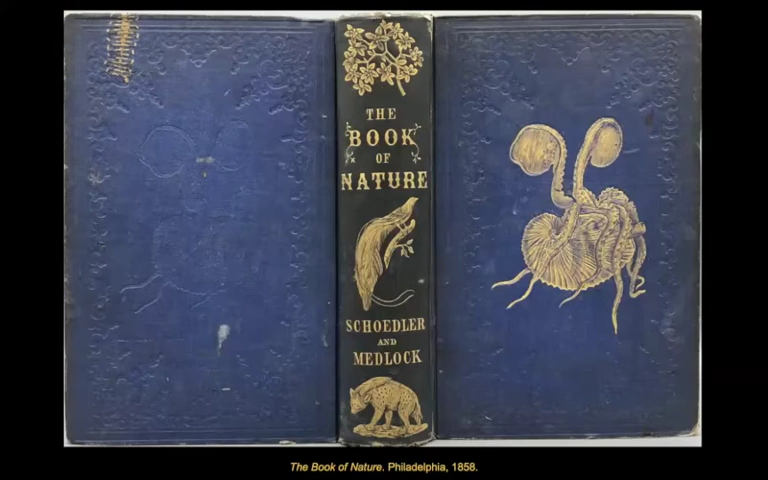 THE
BOOK
OF
NATURE
SCHOEDLER
AND
MEDLOCK
The Book of Nature. Philadelphia, 1858.